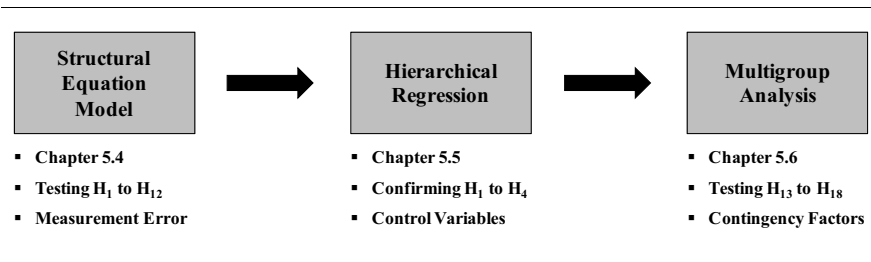 Structural
Equation
Model
▪ Chapter 5.4
▪ Testing H₁ to H₁₂
▪ Measurement Error
Hierarchical
Regression
▪ Chapter 5.5
▪ Confirming H₁ to H₄
▪ Control Variables
Multigroup
Analysis
▪ Chapter 5.6
▪ Testing H₁₃ to H₁₈
▪ Contingency Factors